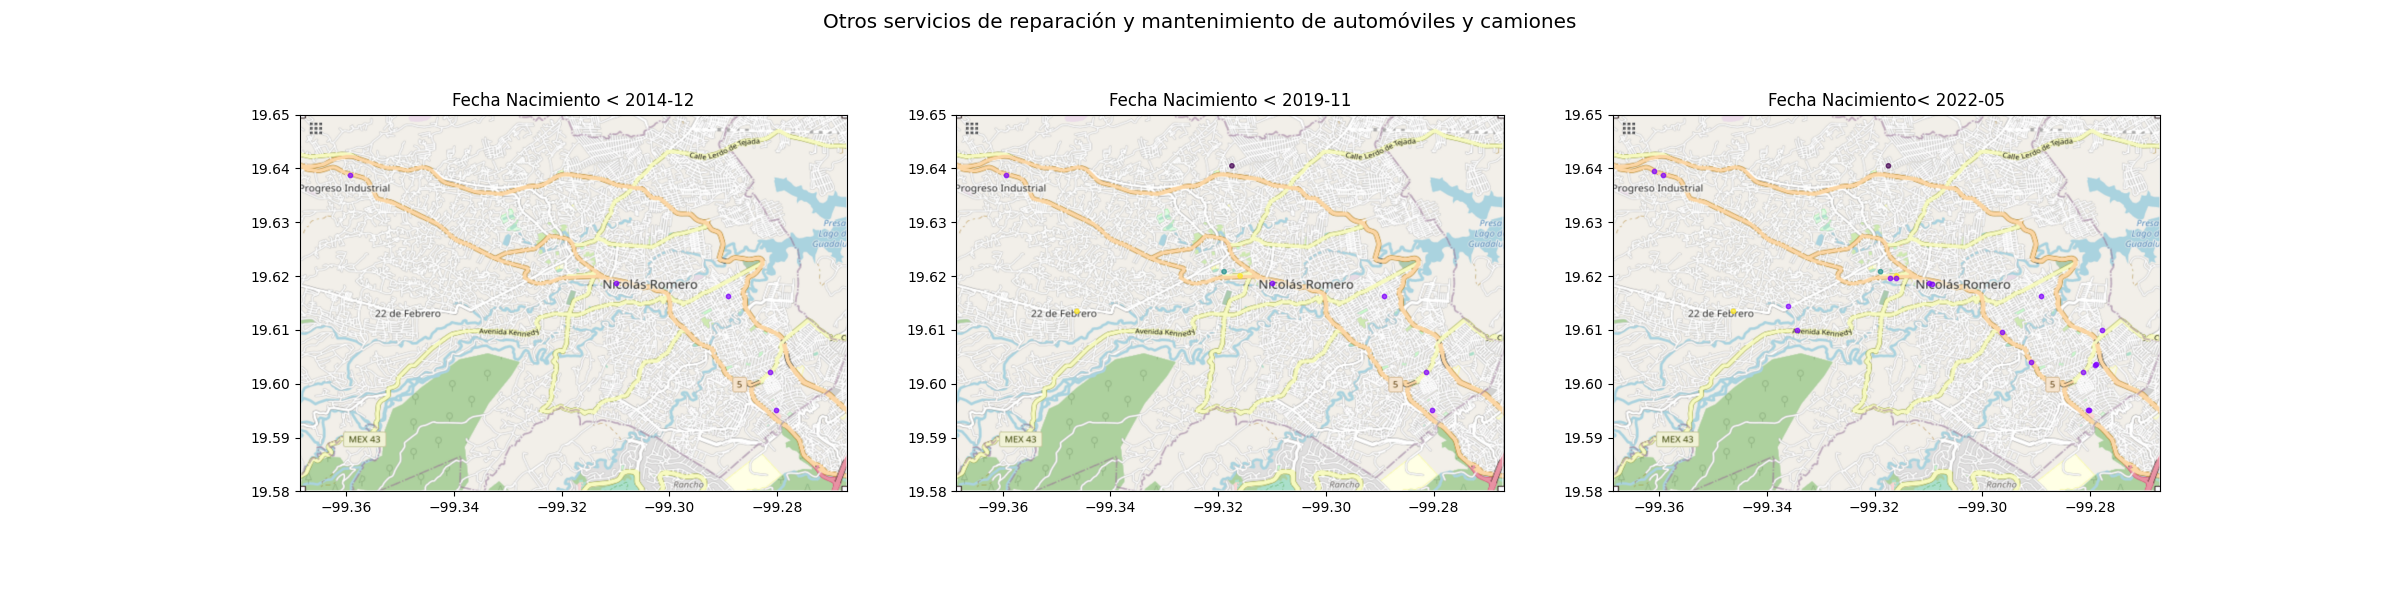 Otros servicios de reparación y mantenimiento de automóviles y camiones
Fecha Nacimiento < 2014-12
19.65
19.64
19.63
19.62
19.61
19.60
19.59
19.58
Calle Lerdo de Tejada
Progreso Industrial
Presa
Lago d
Guadalu
Nicolás Romero
22 de Febrero
Avenida Kennedy
5
MEX 43
Rancho
−99.36 −99.34 −99.32 −99.30 −99.28
Fecha Nacimiento < 2019-11
19.65
19.64
19.63
19.62
19.61
19.60
19.59
19.58
Calle Lerdo de Tejada
Progreso Industrial
Presa
Lago d
Guadalu
Nicolás Romero
22 de Febrero
Avenida Kennedy
C
5
MEX 43
Rancho
−99.36 −99.34 −99.32 −99.30 −99.28
Fecha Nacimiento< 2022-05
19.65
19.64
19.63
19.62
19.61
19.60
19.59
19.58
Calle Lerdo de Tejada
Progreso Industrial
Presa
Lago d
Guadalu
Nicolás Romero
22 de Febrero
Avenida Kennedy
C
5
MEX 43
Rancho
−99.36 −99.34 −99.32 −99.30 −99.28